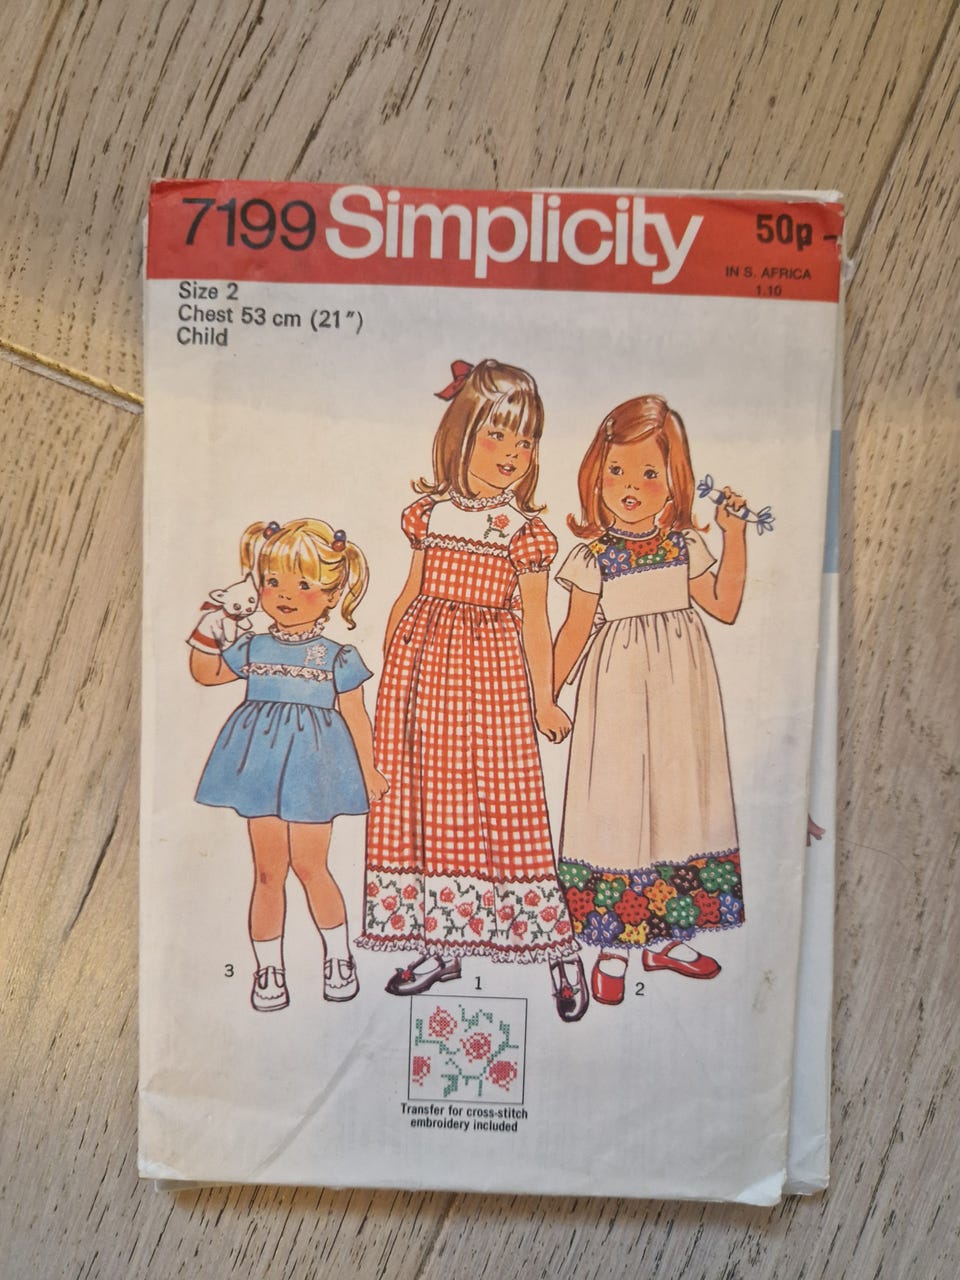 7199 Simplicity 50p
IN S. AFRICA
1.10
Size 2
Chest 53 cm (21")
Child
3
1
2
Transfer for cross-stitch
embroidery included